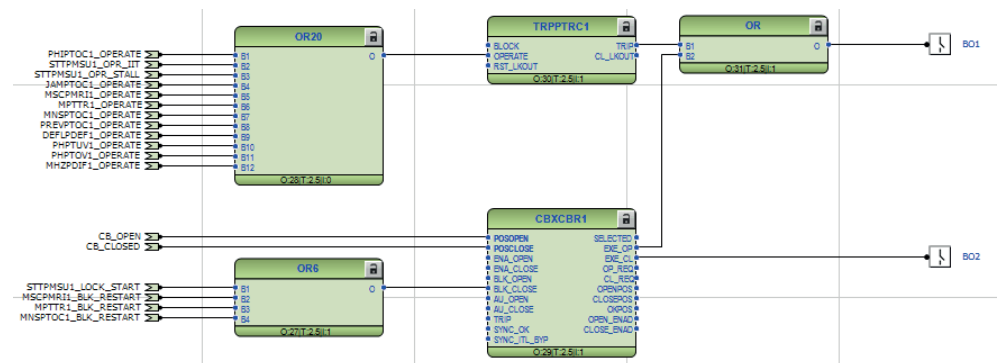 OR20
PHIPTOC1_OPERATE
STTPMSU1_OPR_IIT
STTPMSU1_OPR_STALL
JAMPTOC1_OPERATE
MSCPMRI1_OPERATE
MPTTR1_OPERATE
MNSPTOC1_OPERATE
PREVPTOC1_OPERATE
DEFLPDEF1_OPERATE
PHPTUV1_OPERATE
PHPTOV1_OPERATE
MHZPDIF1_OPERATE
B1 O
B2
B3
B4
B5
B6
B7
B8
B9
B10
B11
B12
O:28|T:2.5|I:0
TRPPTRC1
BLOCK TRIP
OPERATE CL_LKOUT
RST_LKOUT
O:30|T:2.5|I:1
OR
B1 O
B2
O:31|T:2.5|I:1
BO1
CB_OPEN
CB_CLOSED
CBXCBR1
POSOPEN SELECTED
POSCLOSE EXE_OP
ENA_OPEN EXE_CL
ENA_CLOSE OP_REQ
BLK_OPEN CL_REQ
BLK_CLOSE OPENPOS
AU_OPEN CLOSEPOS
AU_CLOSE OKPOS
TRIP OPEN_ENAD
SYNC_OK CLOSE_ENAD
SYNC_ITL_BYP
O:29|T:2.5|I:1
BO2
OR6
STTPMSU1_LOCK_START
MSCPMRI1_BLK_RESTART
MPTTR1_BLK_RESTART
MNSPTOC1_BLK_RESTART
B1 O
B2
B3
B4
O:27|T:2.5|I:1